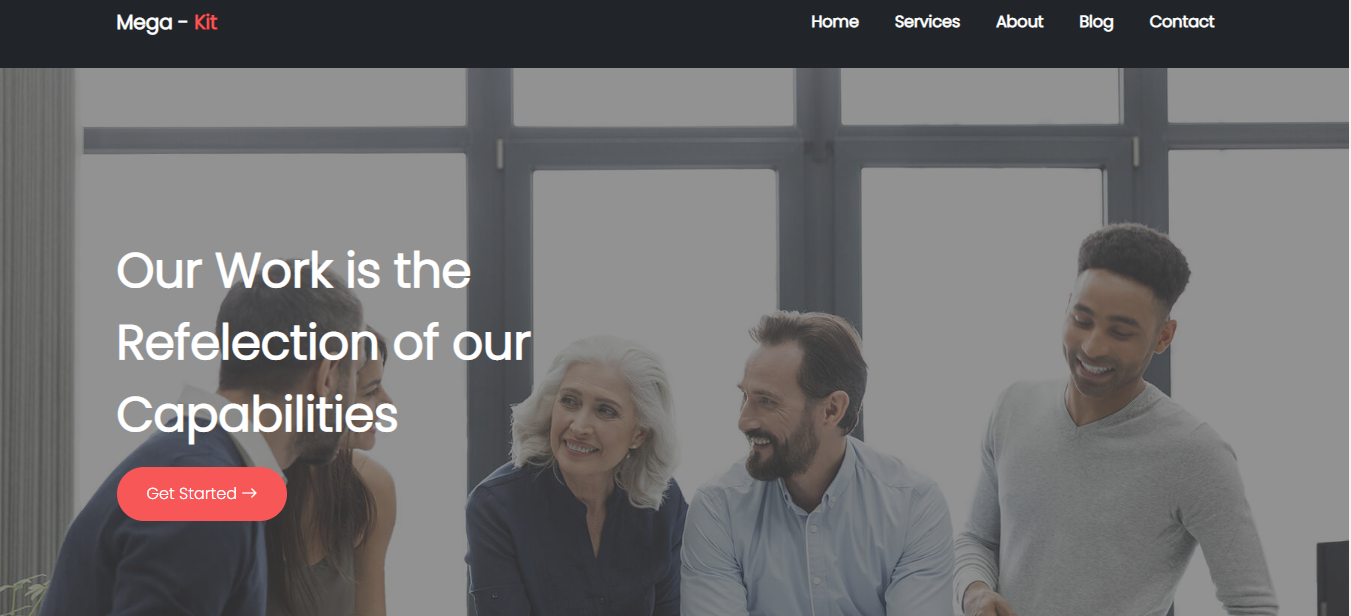 Mega - Kit
Home Services About Blog Contact
Our Work is the
Refelection of our
Capabilities
Get Started →